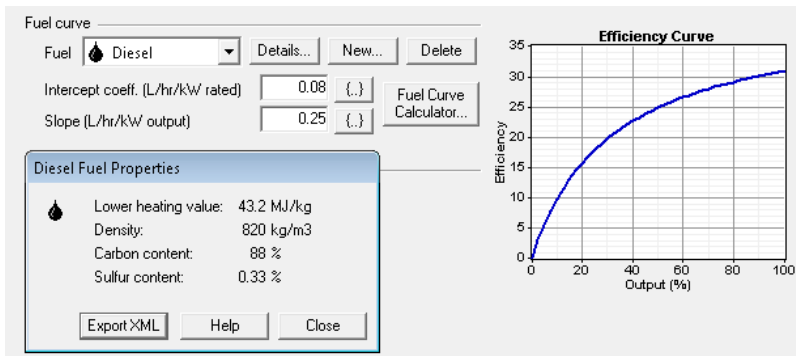 Fuel curve
Fuel Diesel Details... New... Delete
Intercept coeff. (L/hr/kW rated) 0.08 {..}
Slope (L/hr/kW output) 0.25 {..}
Fuel Curve
Calculator...
Diesel Fuel Properties
Lower heating value: 43.2 MJ/kg
Density: 820 kg/m3
Carbon content: 88 %
Sulfur content: 0.33 %
Export XML Help Close
Efficiency Curve
35
30
25
20
15
10
5
0
Efficiency
0 20 40 60 80 100
Output (%)